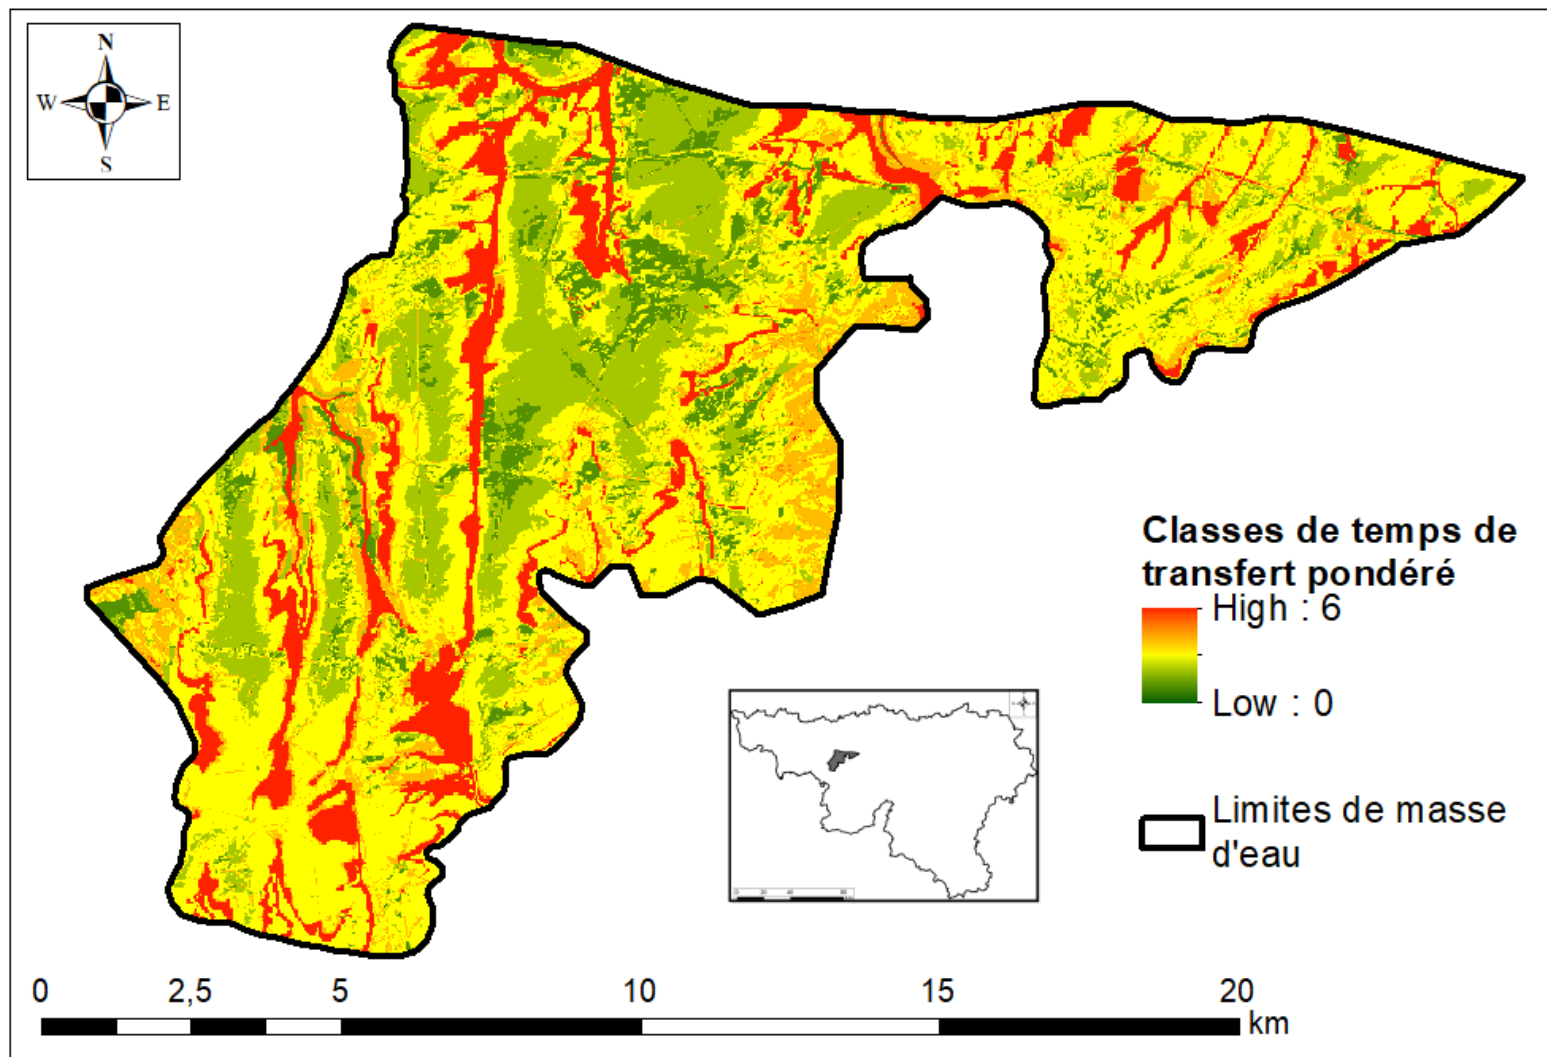 N
W E
S
Classes de temps de
transfert pondéré
High : 6
Low : 0
Limites de masse
d'eau
0 2,5 5 10 15 20
km